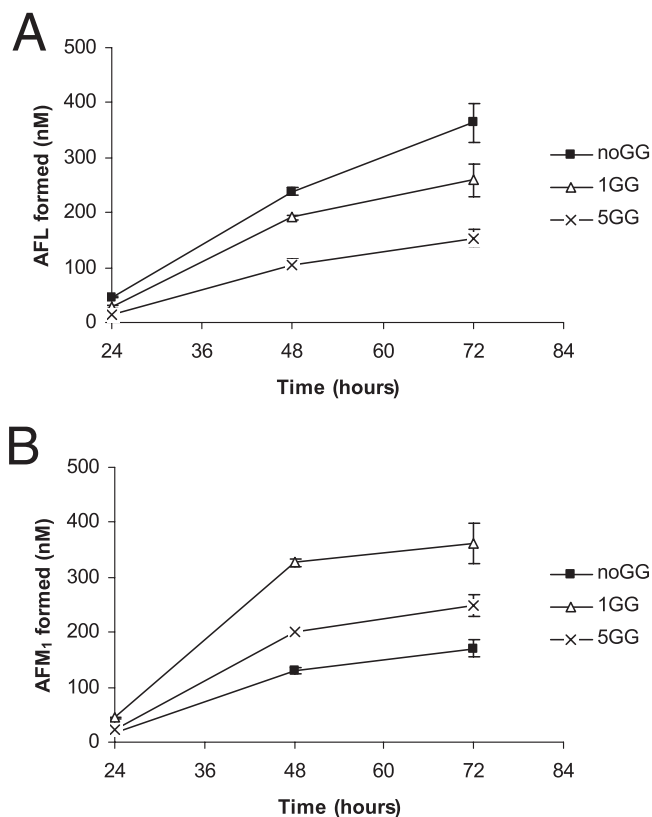 A
AFL formed (nM)
500
400
300
200
100
0
24 36 48 60 72 84
Time (hours)
noGG
1GG
5GG
B
AFM₁ formed (nM)
500
400
300
200
100
0
24 36 48 60 72 84
Time (hours)
noGG
1GG
5GG